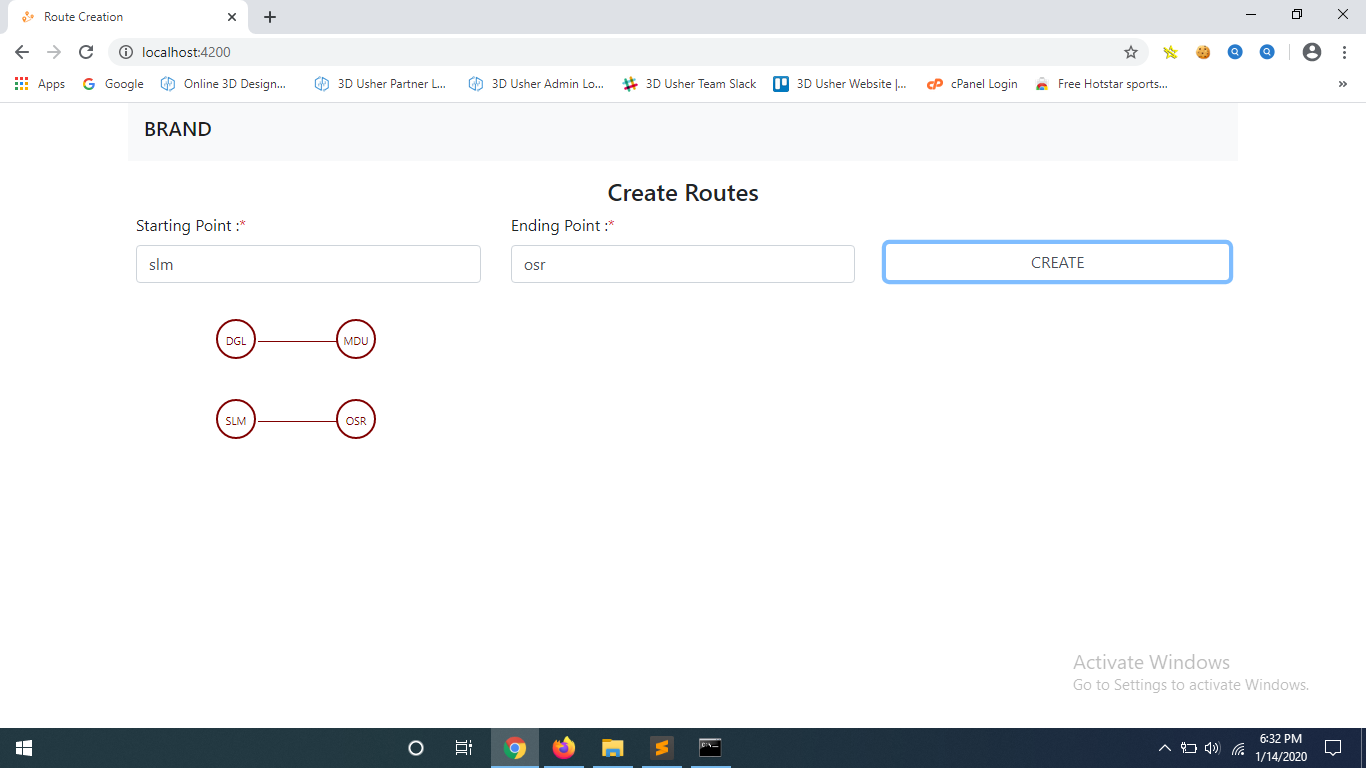 Route Creation
localhost:4200
Apps Google Online 3D Design... 3D Usher Partner L... 3D Usher Admin Lo... 3D Usher Team Slack 3D Usher Website |... cPanel Login Free Hotstar sports... »
BRAND
Create Routes
Starting Point :* Ending Point :*
slm osr CREATE
DGL MDU
SLM OSR
Activate Windows
Go to Settings to activate Windows.
6:32 PM
1/14/2020